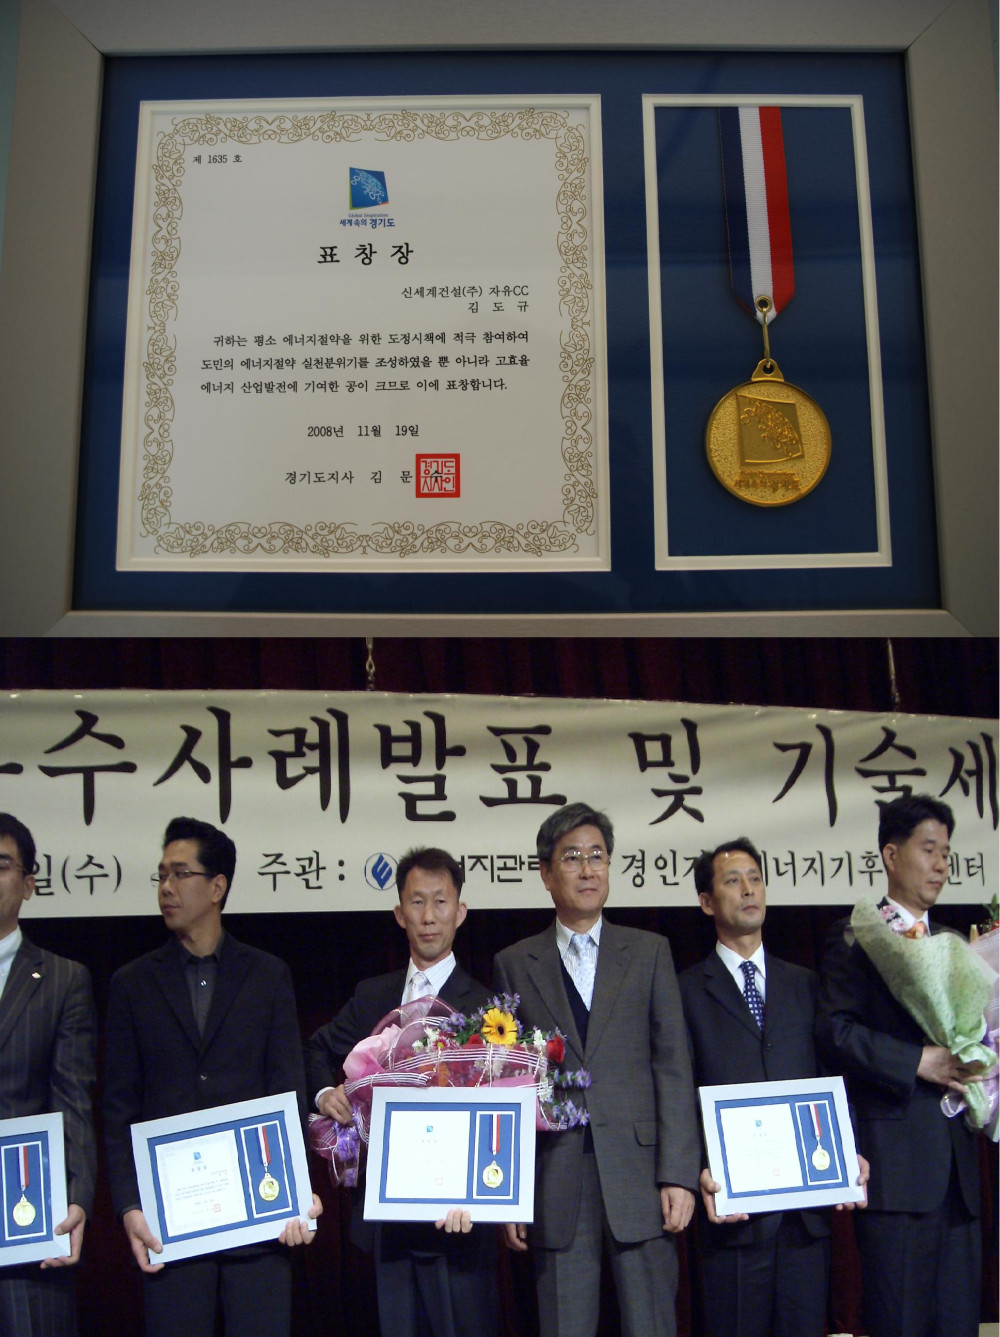 제 1635 호
Global Inspiration
세계속의 경기도
표 창 장
신세계건설(주) 자유CC
김 도 규
귀하는 평소 에너지절약을 위한 도정시책에 적극 참여하여
도민의 에너지절약 실천분위기를 조성하였을 뿐 아니라 고효율
에너지 산업발전에 기여한 공이 크므로 이에 표창합니다.
2008년 11월 19일
경기도지사 김 문
수사례발표 및 기술세
일(수) 주관 : 지관 경인지 에너지기후 센터